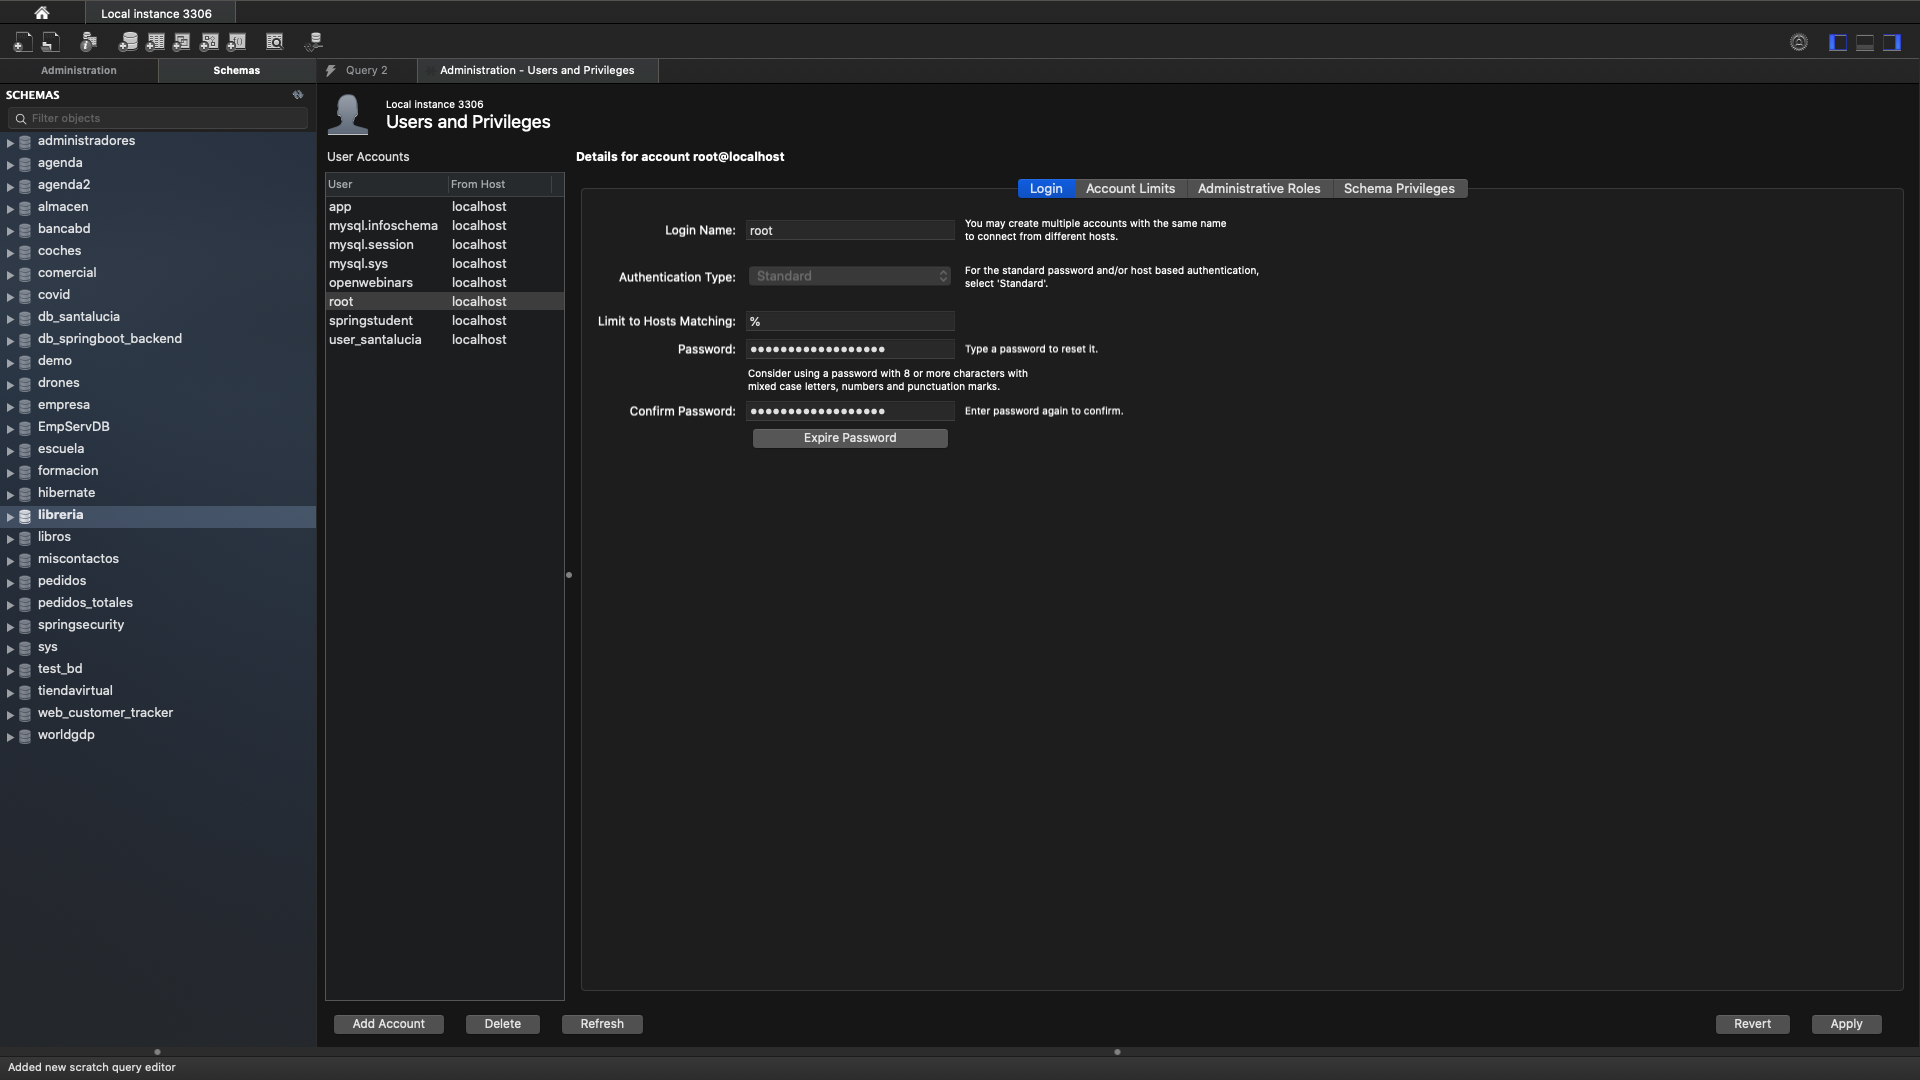 Local instance 3306
Administration
Schemas
Query 2
Administration - Users and Privileges
SCHEMAS
Filter objects
administradores
agenda
agenda2
almacen
bancabd
coches
comercial
covid
db_santalucia
db_springboot_backend
demo
drones
empresa
EmpServDB
escuela
formacion
hibernate
libreria
libros
miscontactos
pedidos
pedidos_totales
springsecurity
sys
test_bd
tiendavirtual
web_customer_tracker
worldgdp
Local instance 3306
Users and Privileges
User Accounts
User From Host
app localhost
mysql.infoschema localhost
mysql.session localhost
mysql.sys localhost
openwebinars localhost
root localhost
springstudent localhost
user_santalucia localhost
Details for account root@localhost
Login Account Limits Administrative Roles Schema Privileges
Login Name: root
You may create multiple accounts with the same name
to connect from different hosts.
Authentication Type: Standard
For the standard password and/or host based authentication,
select 'Standard'.
Limit to Hosts Matching: %
Password: ●●●●●●●●●●●●●●●●●● Type a password to reset it.
Consider using a password with 8 or more characters with
mixed case letters, numbers and punctuation marks.
Confirm Password: ●●●●●●●●●●●●●●●●●● Enter password again to confirm.
Expire Password
Add Account Delete Refresh Revert Apply
Added new scratch query editor